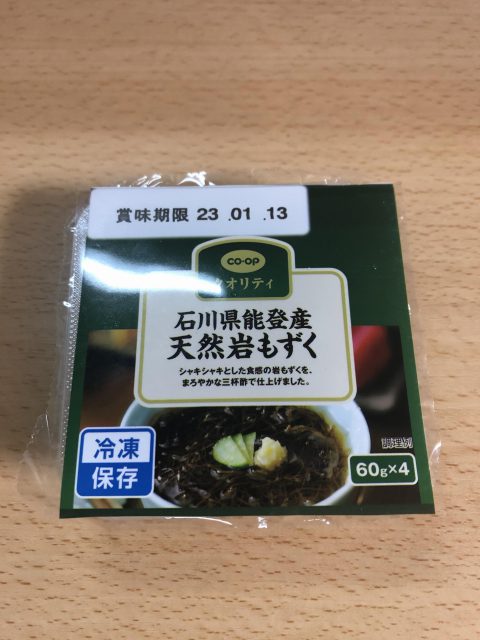 賞味期限 23 .01 .13
CO·OP
クオリティ
石川県能登産
天然岩もずく
シャキシャキとした食感の岩もずくを、
まろやかな三杯酢で仕上げました。
冷凍
保存
調理例
60g×4